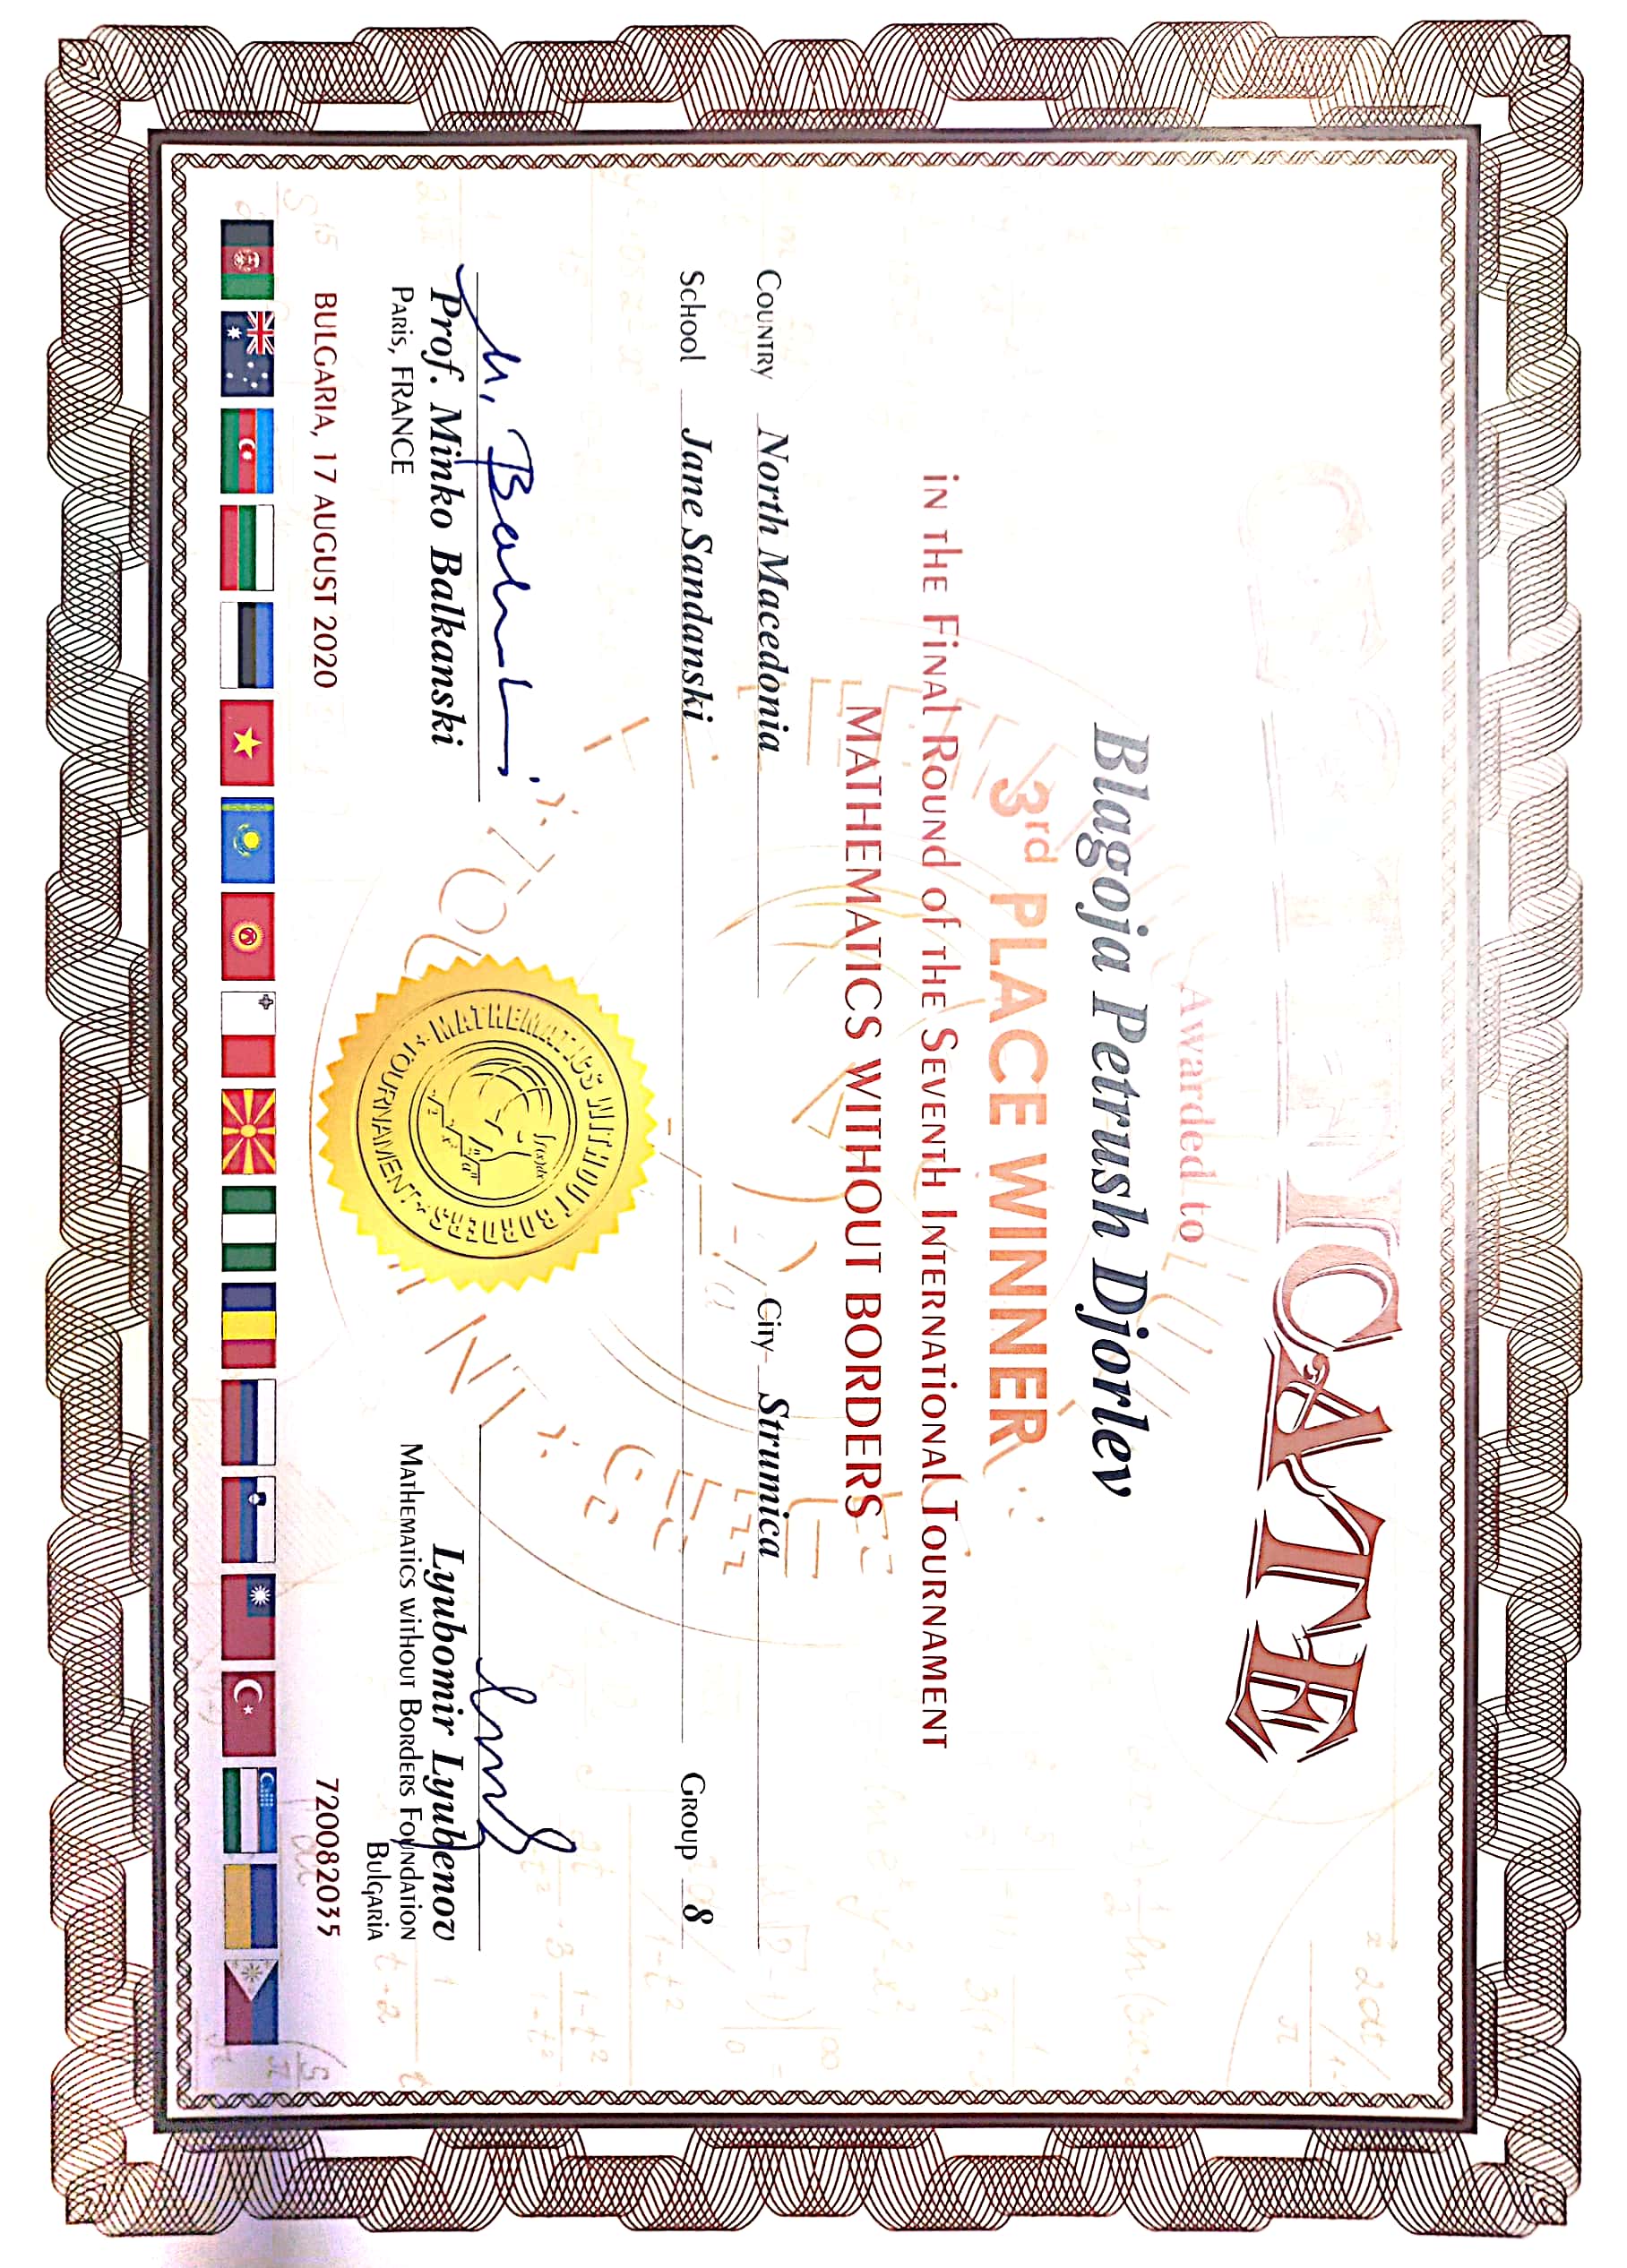 CERTIFICATE
Awarded to
Blagoja Petrush Djorlev
3rd PLACE WINNER
in the Final Round of the Seventh International Tournament
MATHEMATICS WITHOUT BORDERS
Country North Macedonia City Strumica
School Jane Sandanski Group 8
M. Balkanski
Prof. Minko Balkanski
Paris, FRANCE
MATHEMATICS WITHOUT BORDERS
TOURNAMENT
Lyubomir Lyubenov
Mathematics without Borders Foundation
Bulgaria
BULGARIA, 17 AUGUST 2020
720082035